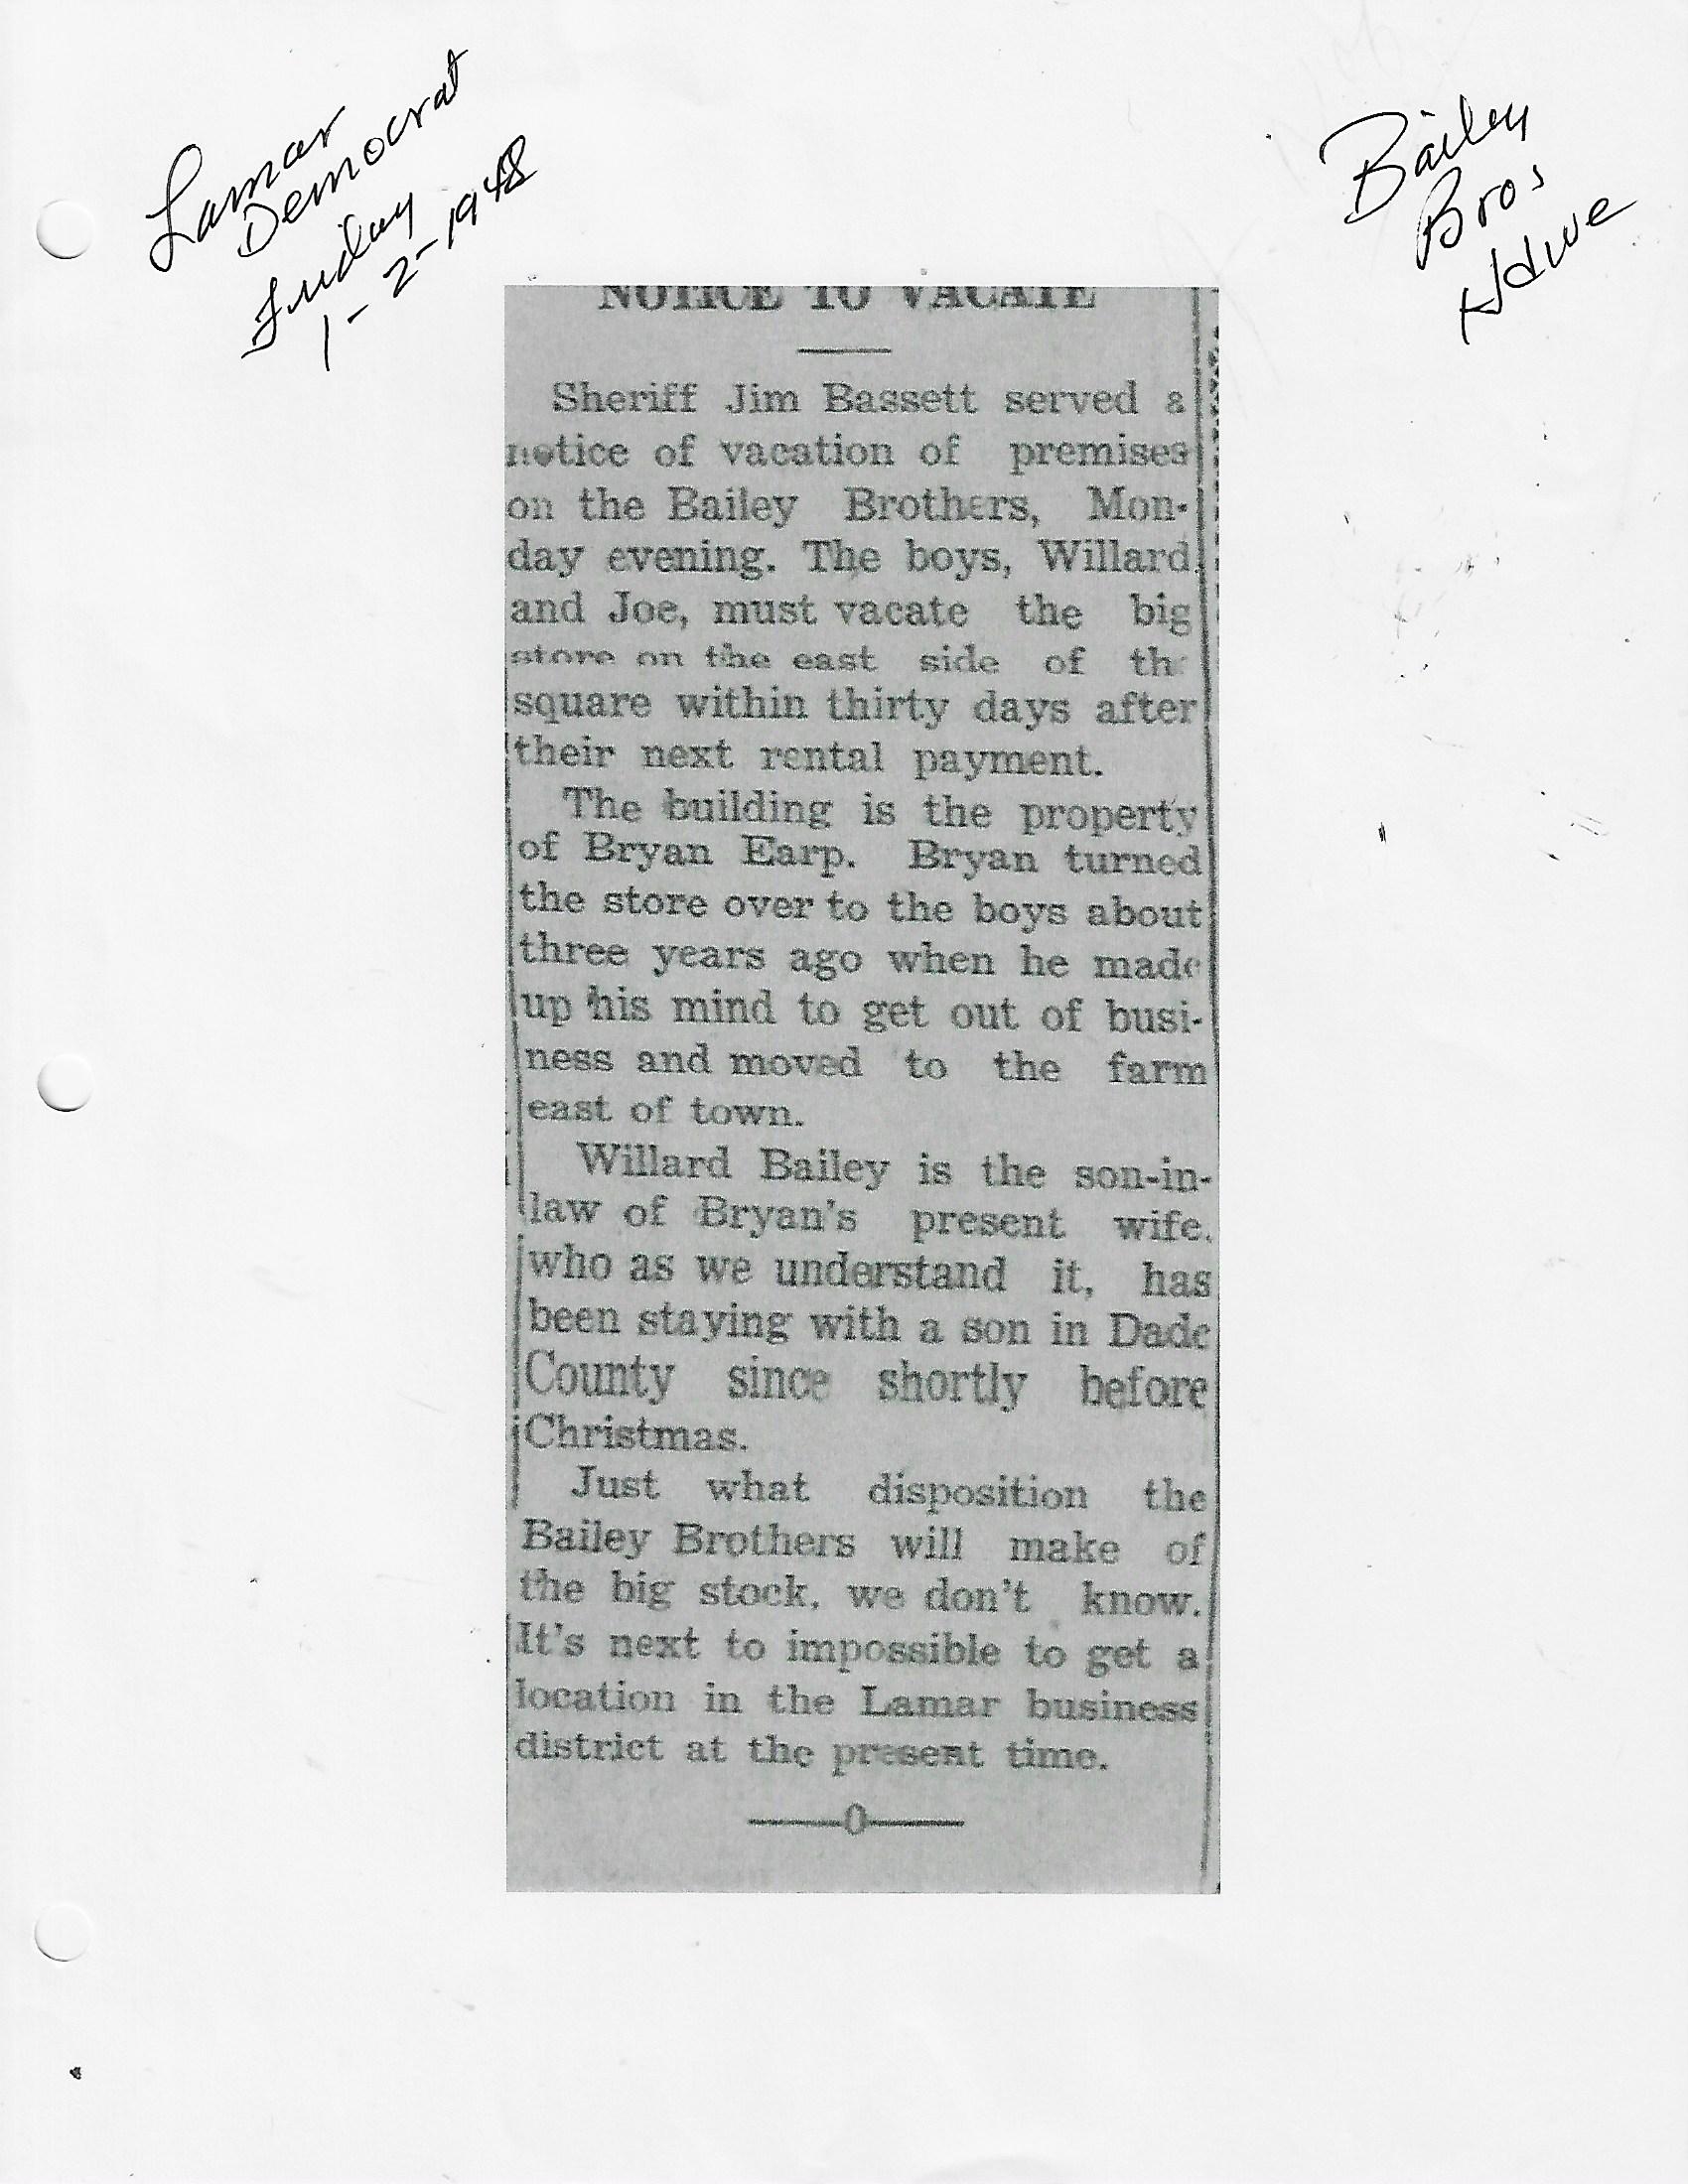 Lamar
Democrat
Friday
1-2-1948
Bailey
Bros
Hdwe
NOTICE TO VACATE
Sheriff Jim Bassett served a
notice of vacation of premises
on the Bailey Brothers, Mon-
day evening. The boys, Willard
and Joe, must vacate the big
store on the east side of the
square within thirty days after
their next rental payment.
The building is the property
of Bryan Earp. Bryan turned
the store over to the boys about
three years ago when he made
up his mind to get out of busi-
ness and moved to the farm
east of town.
Willard Bailey is the son-in-
law of Bryan's present wife.
who as we understand it, has
been staying with a son in Dade
County since shortly before
Christmas.
Just what disposition the
Bailey Brothers will make of
the big stock, we don't know.
It's next to impossible to get a
location in the Lamar business
district at the present time.
—0—